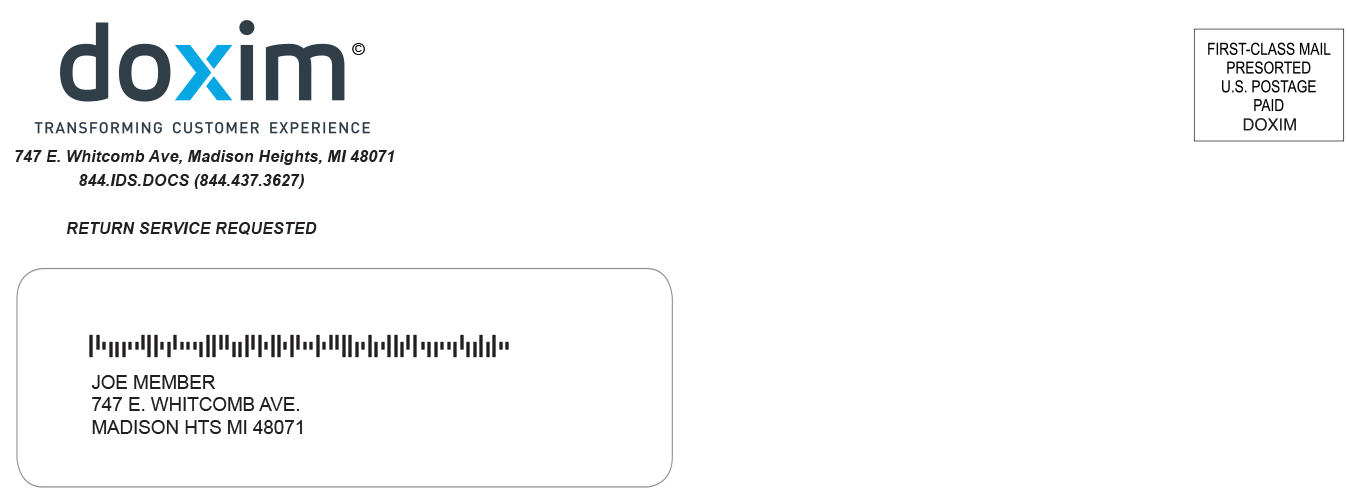 doxim©
TRANSFORMING CUSTOMER EXPERIENCE
747 E. Whitcomb Ave, Madison Heights, MI 48071
844.IDS.DOCS (844.437.3627)
RETURN SERVICE REQUESTED
FIRST-CLASS MAIL
PRESORTED
U.S. POSTAGE
PAID
DOXIM
JOE MEMBER
747 E. WHITCOMB AVE.
MADISON HTS MI 48071